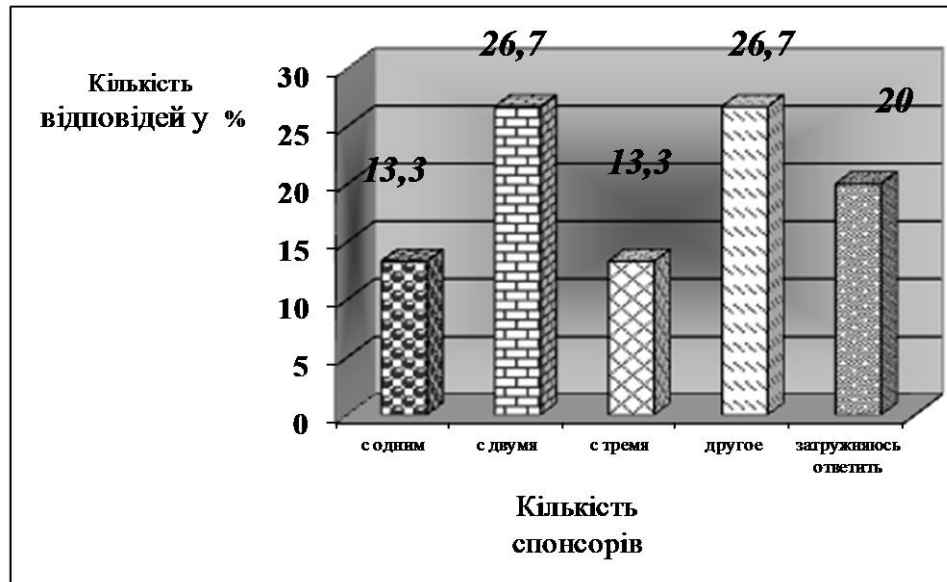 26,7
26,7
Кількість
відповідей у %
30
25
20
15
10
5
0
13,3
13,3
20
с одним
с двумя
с тремя
другое
затружняюсь
ответить
Кількість
спонсорів